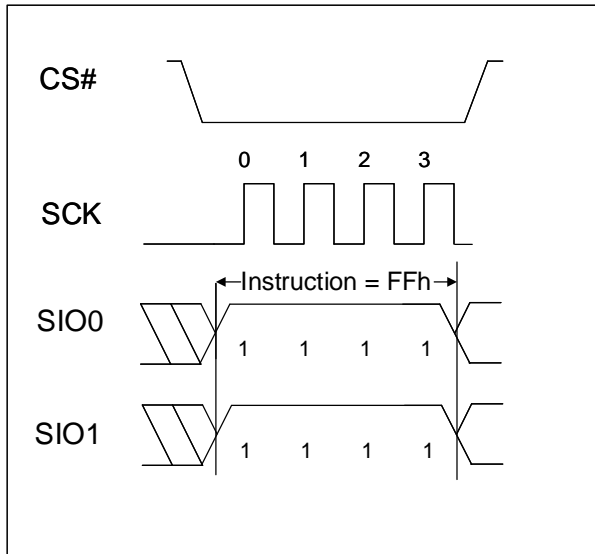 CS#
0 1 2 3
SCK
Instruction = FFh
SIO0
1 1 1 1
SIO1
1 1 1 1